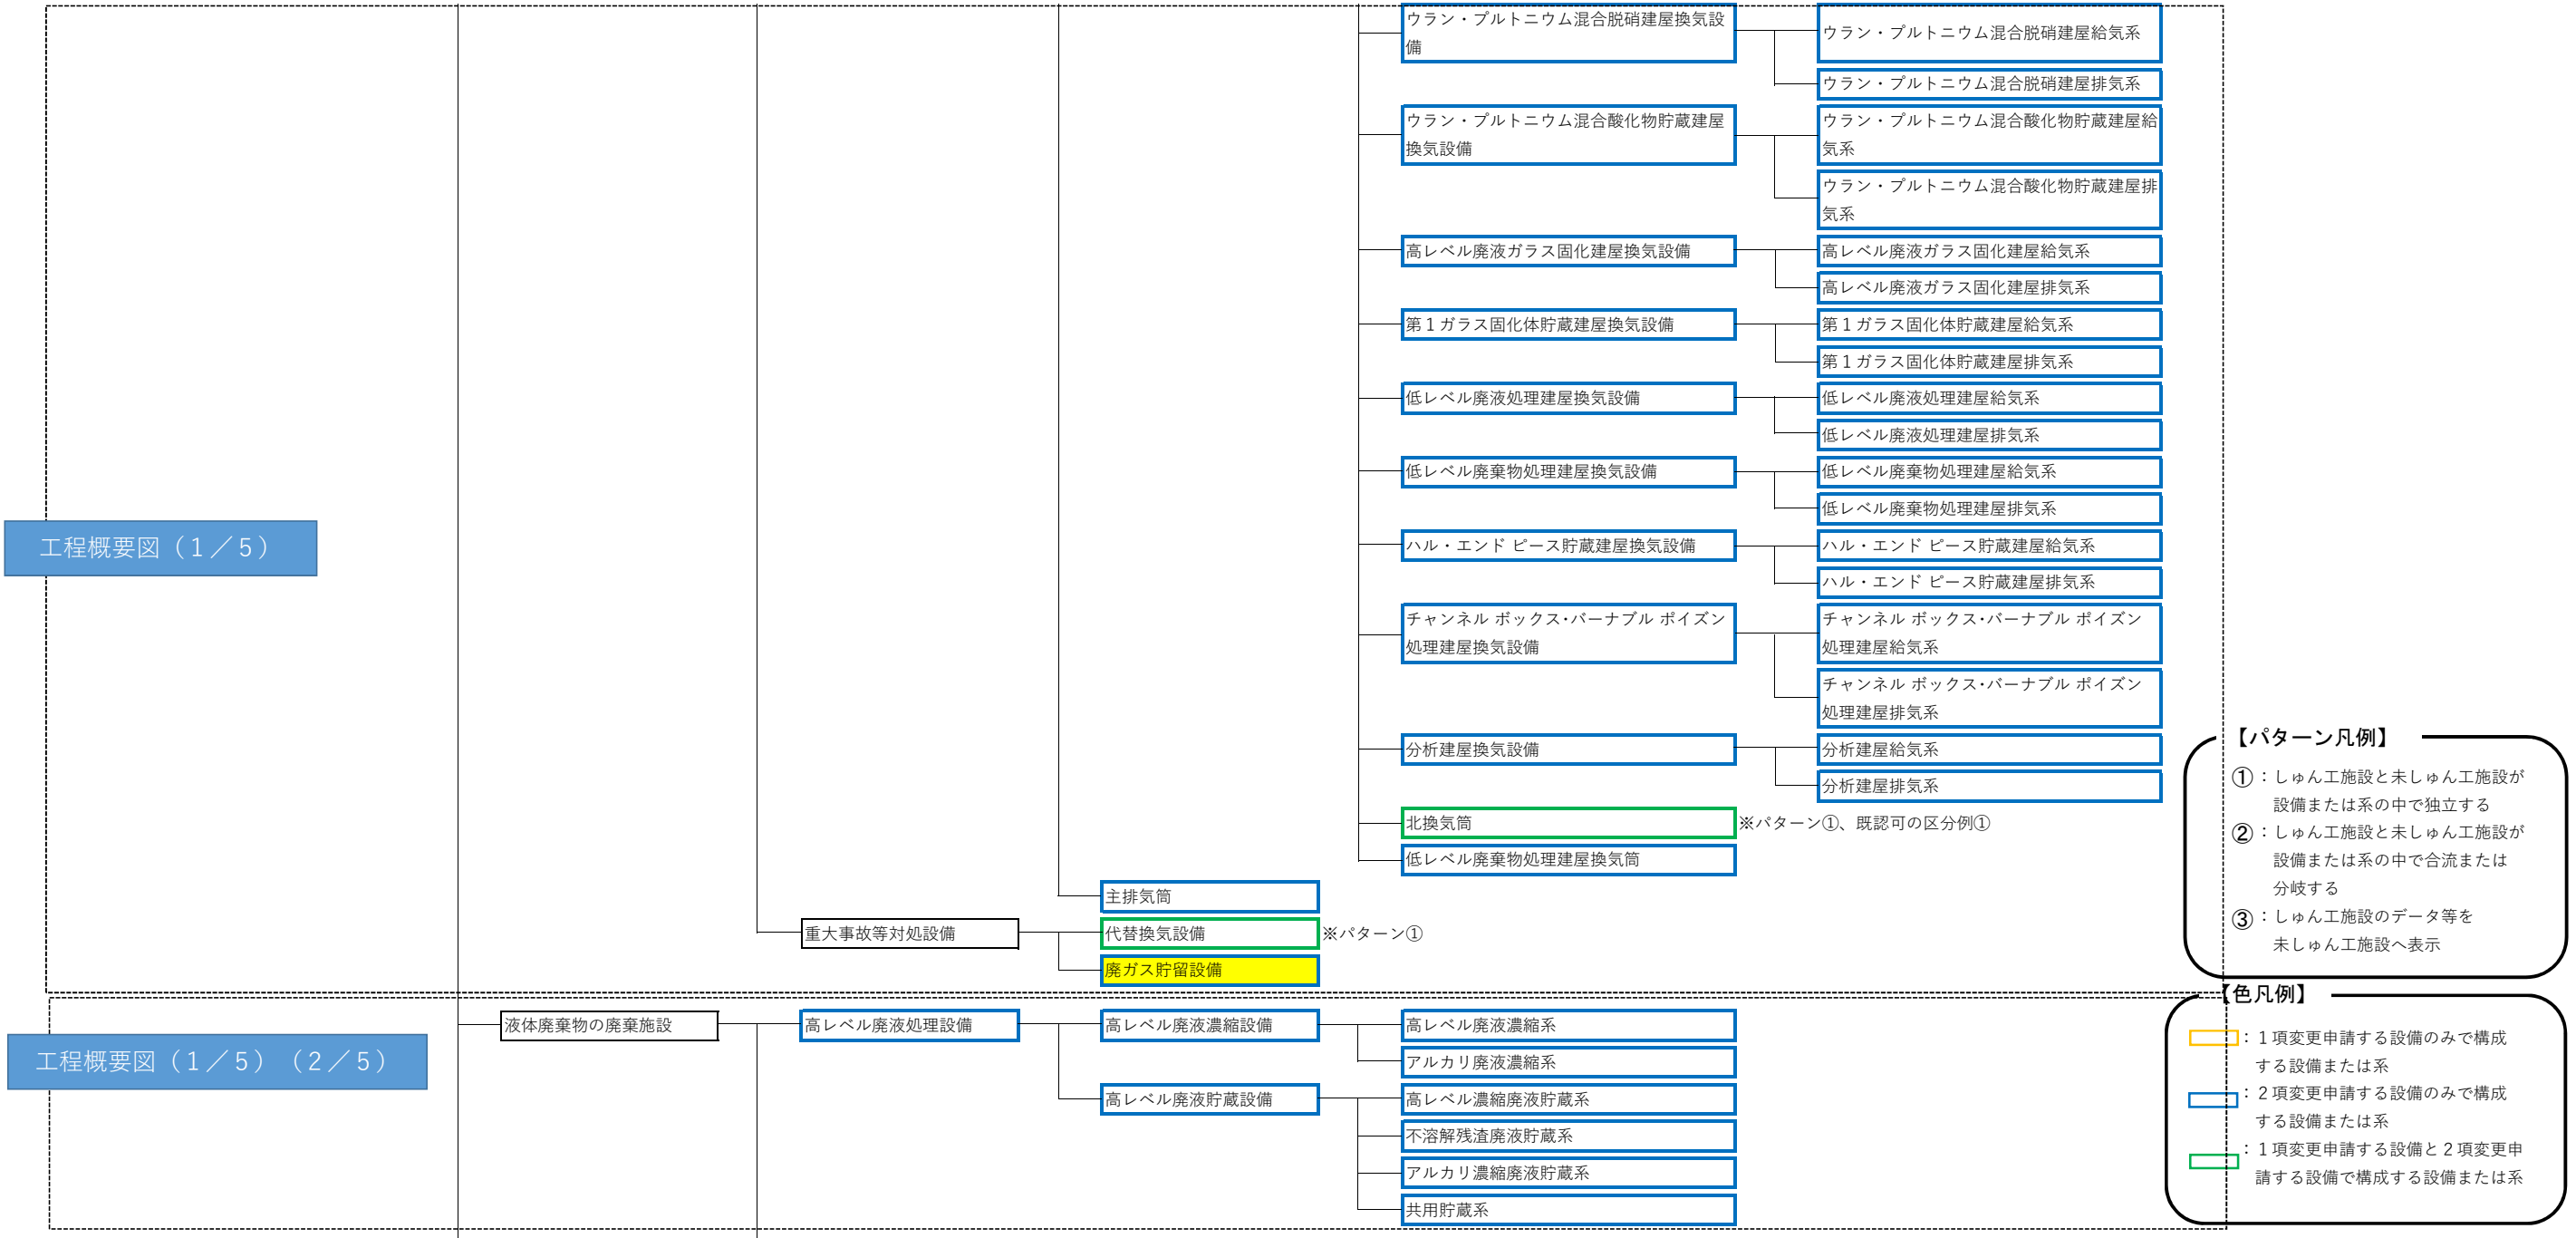 ウラン・プルトニウム混合脱硝建屋換気設
備
ウラン・プルトニウム混合脱硝建屋給気系
ウラン・プルトニウム混合脱硝建屋排気系
ウラン・プルトニウム混合酸化物貯蔵建屋
換気設備
ウラン・プルトニウム混合酸化物貯蔵建屋給
気系
ウラン・プルトニウム混合酸化物貯蔵建屋排
気系
高レベル廃液ガラス固化建屋換気設備
高レベル廃液ガラス固化建屋給気系
高レベル廃液ガラス固化建屋排気系
第１ガラス固化体貯蔵建屋換気設備
第１ガラス固化体貯蔵建屋給気系
第１ガラス固化体貯蔵建屋排気系
低レベル廃液処理建屋換気設備
低レベル廃液処理建屋給気系
低レベル廃液処理建屋排気系
低レベル廃棄物処理建屋換気設備
低レベル廃棄物処理建屋給気系
低レベル廃棄物処理建屋排気系
工程概要図（１／５）
ハル・エンド ピース貯蔵建屋換気設備
ハル・エンド ピース貯蔵建屋給気系
ハル・エンド ピース貯蔵建屋排気系
チャンネル ボックス･バーナブル ポイズン
処理建屋換気設備
チャンネル ボックス･バーナブル ポイズン
処理建屋給気系
チャンネル ボックス･バーナブル ポイズン
処理建屋排気系
分析建屋換気設備
分析建屋給気系
分析建屋排気系
北換気筒
※パターン①、既認可の区分例①
低レベル廃棄物処理建屋換気筒
主排気筒
重大事故等対処設備
代替換気設備
※パターン①
廃ガス貯留設備
【パターン凡例】
①：しゅん工施設と未しゅん工施設が
設備または系の中で独立する
②：しゅん工施設と未しゅん工施設が
設備または系の中で合流または
分岐する
③：しゅん工施設のデータ等を
未しゅん工施設へ表示
工程概要図（１／５）（２／５）
液体廃棄物の廃棄施設
高レベル廃液処理設備
高レベル廃液濃縮設備
高レベル廃液濃縮系
アルカリ廃液濃縮系
高レベル廃液貯蔵設備
高レベル濃縮廃液貯蔵系
不溶解残渣廃液貯蔵系
アルカリ濃縮廃液貯蔵系
共用貯蔵系
【色凡例】
：１項変更申請する設備のみで構成
する設備または系
：２項変更申請する設備のみで構成
する設備または系
：１項変更申請する設備と２項変更申
請する設備で構成する設備または系